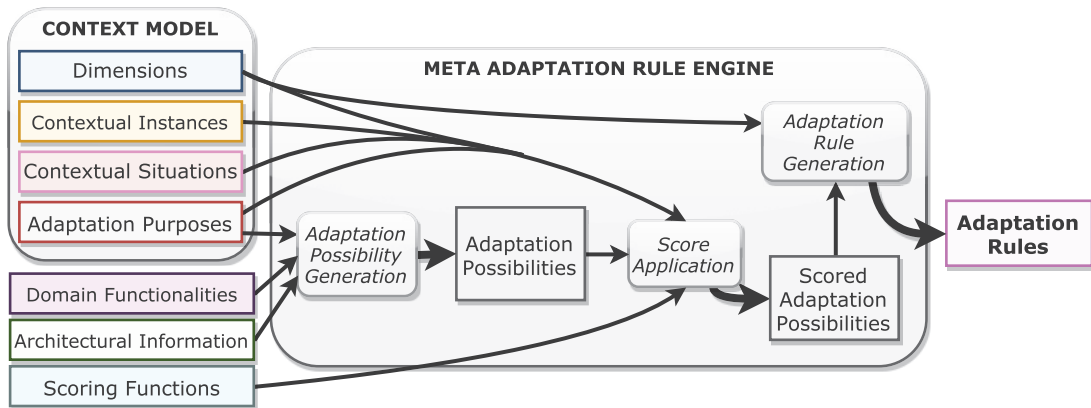 CONTEXT MODEL
Dimensions
Contextual Instances
Contextual Situations
Adaptation Purposes
Domain Functionalities
Architectural Information
Scoring Functions
META ADAPTATION RULE ENGINE
Adaptation
Possibility
Generation
Adaptation
Possibilities
Score
Application
Scored
Adaptation
Possibilities
Adaptation
Rule
Generation
Adaptation
Rules